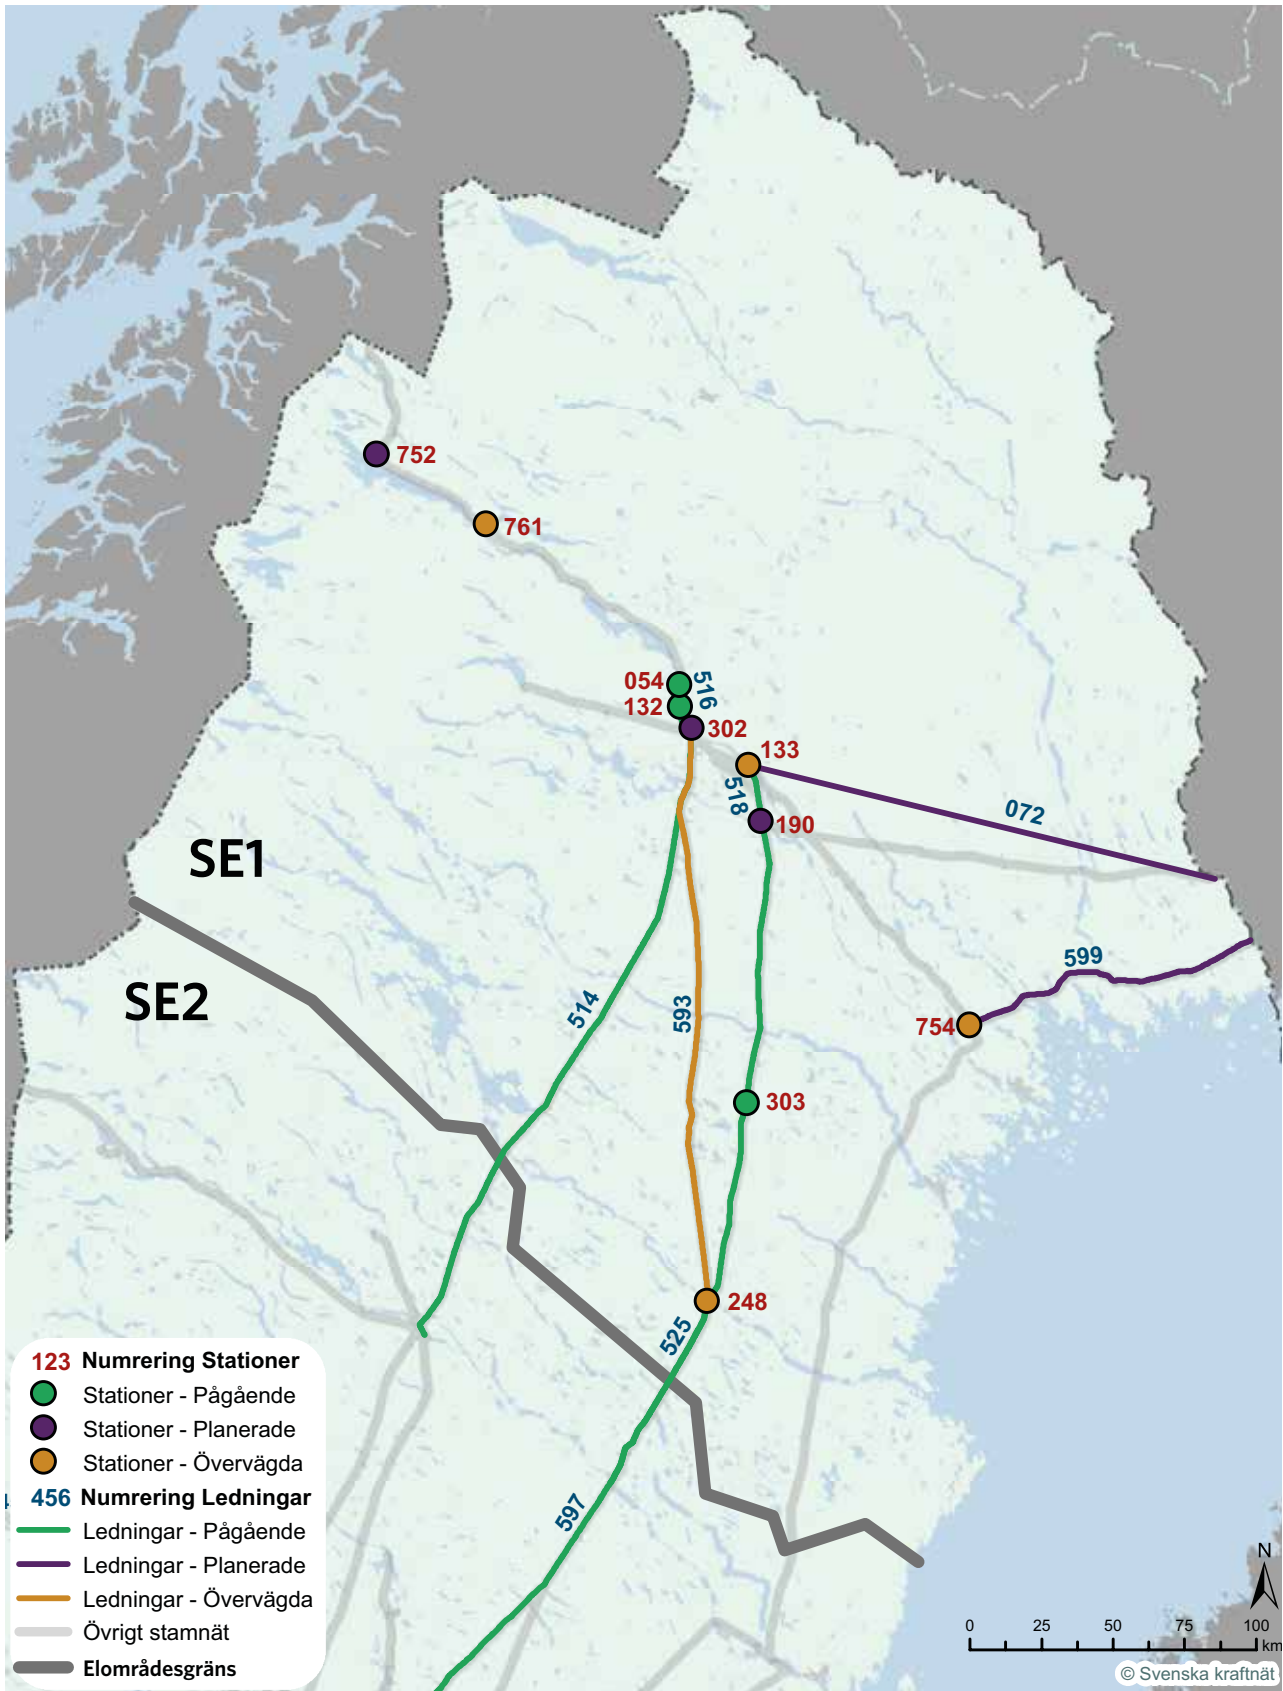 752
761
054
516
132
302
133
518
072
190
SE1
599
SE2
514
593
754
303
248
525
597
123 Numrering Stationer
Stationer - Pågående
Stationer - Planerade
Stationer - Övervägda
4
456 Numrering Ledningar
Ledningar - Pågående
Ledningar - Planerade
Ledningar - Övervägda
Övrigt stamnät
Elområdesgräns
N
0 25 50 75 100
km
© Svenska kraftnät